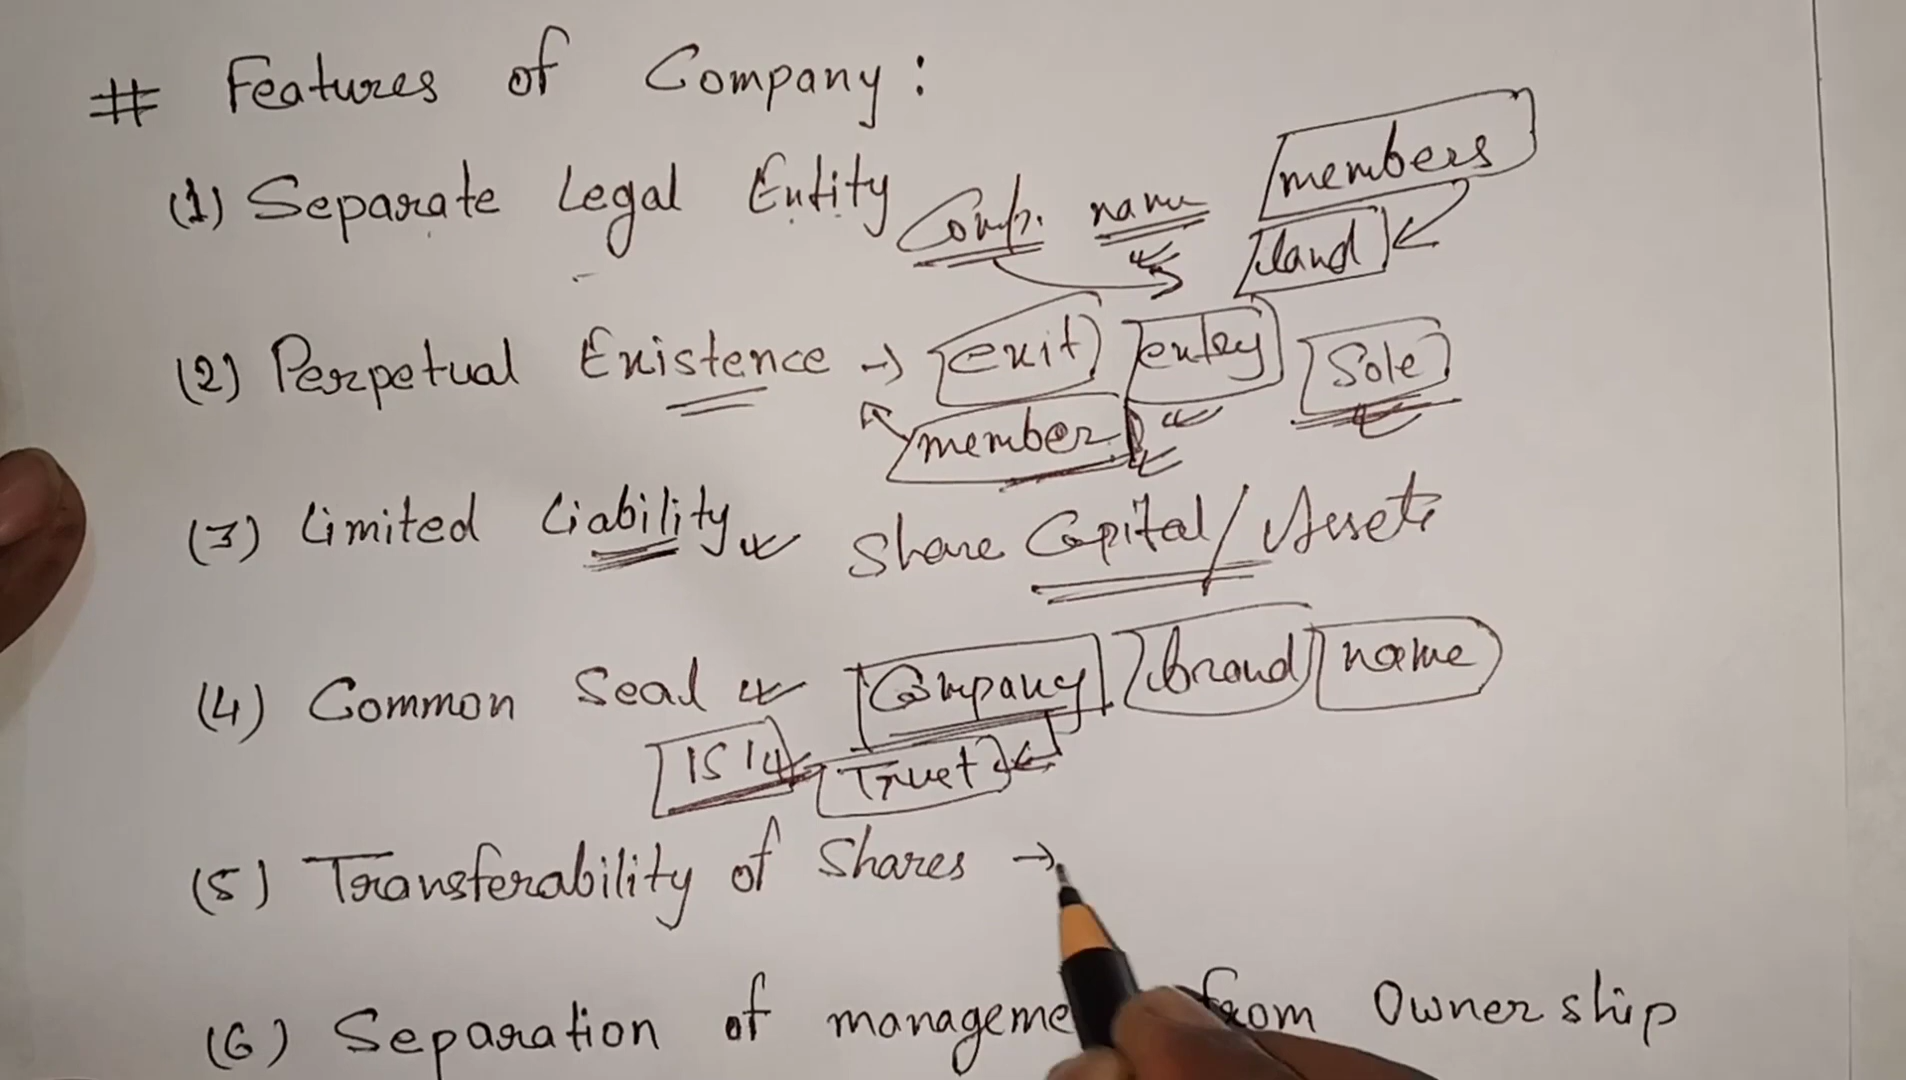 # Features of Company :
members
(1) Separate Legal Entity Comp. name
land
(2) Perpetual Existence → exit entry Sole
member
(3) Limited Liability Share Capital / Assets
(4) Common Seal Company brand name
Trust
(5) Transferability of Shares →
(6) Separation of manageme from Ownership